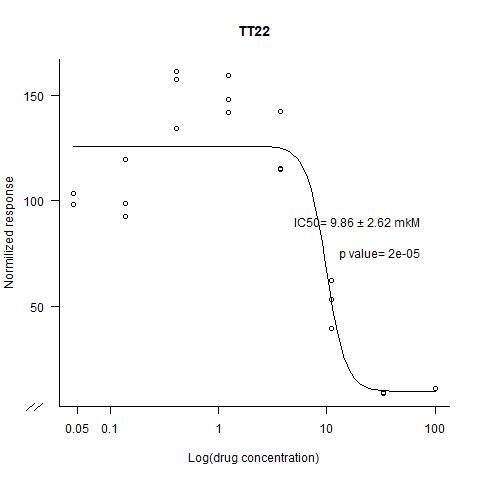 TT22
150
100
50
Normilized response
IC50= 9.86 ± 2.62 mkM
p value= 2e-05
0.05 0.1 1 10 100
Log(drug concentration)